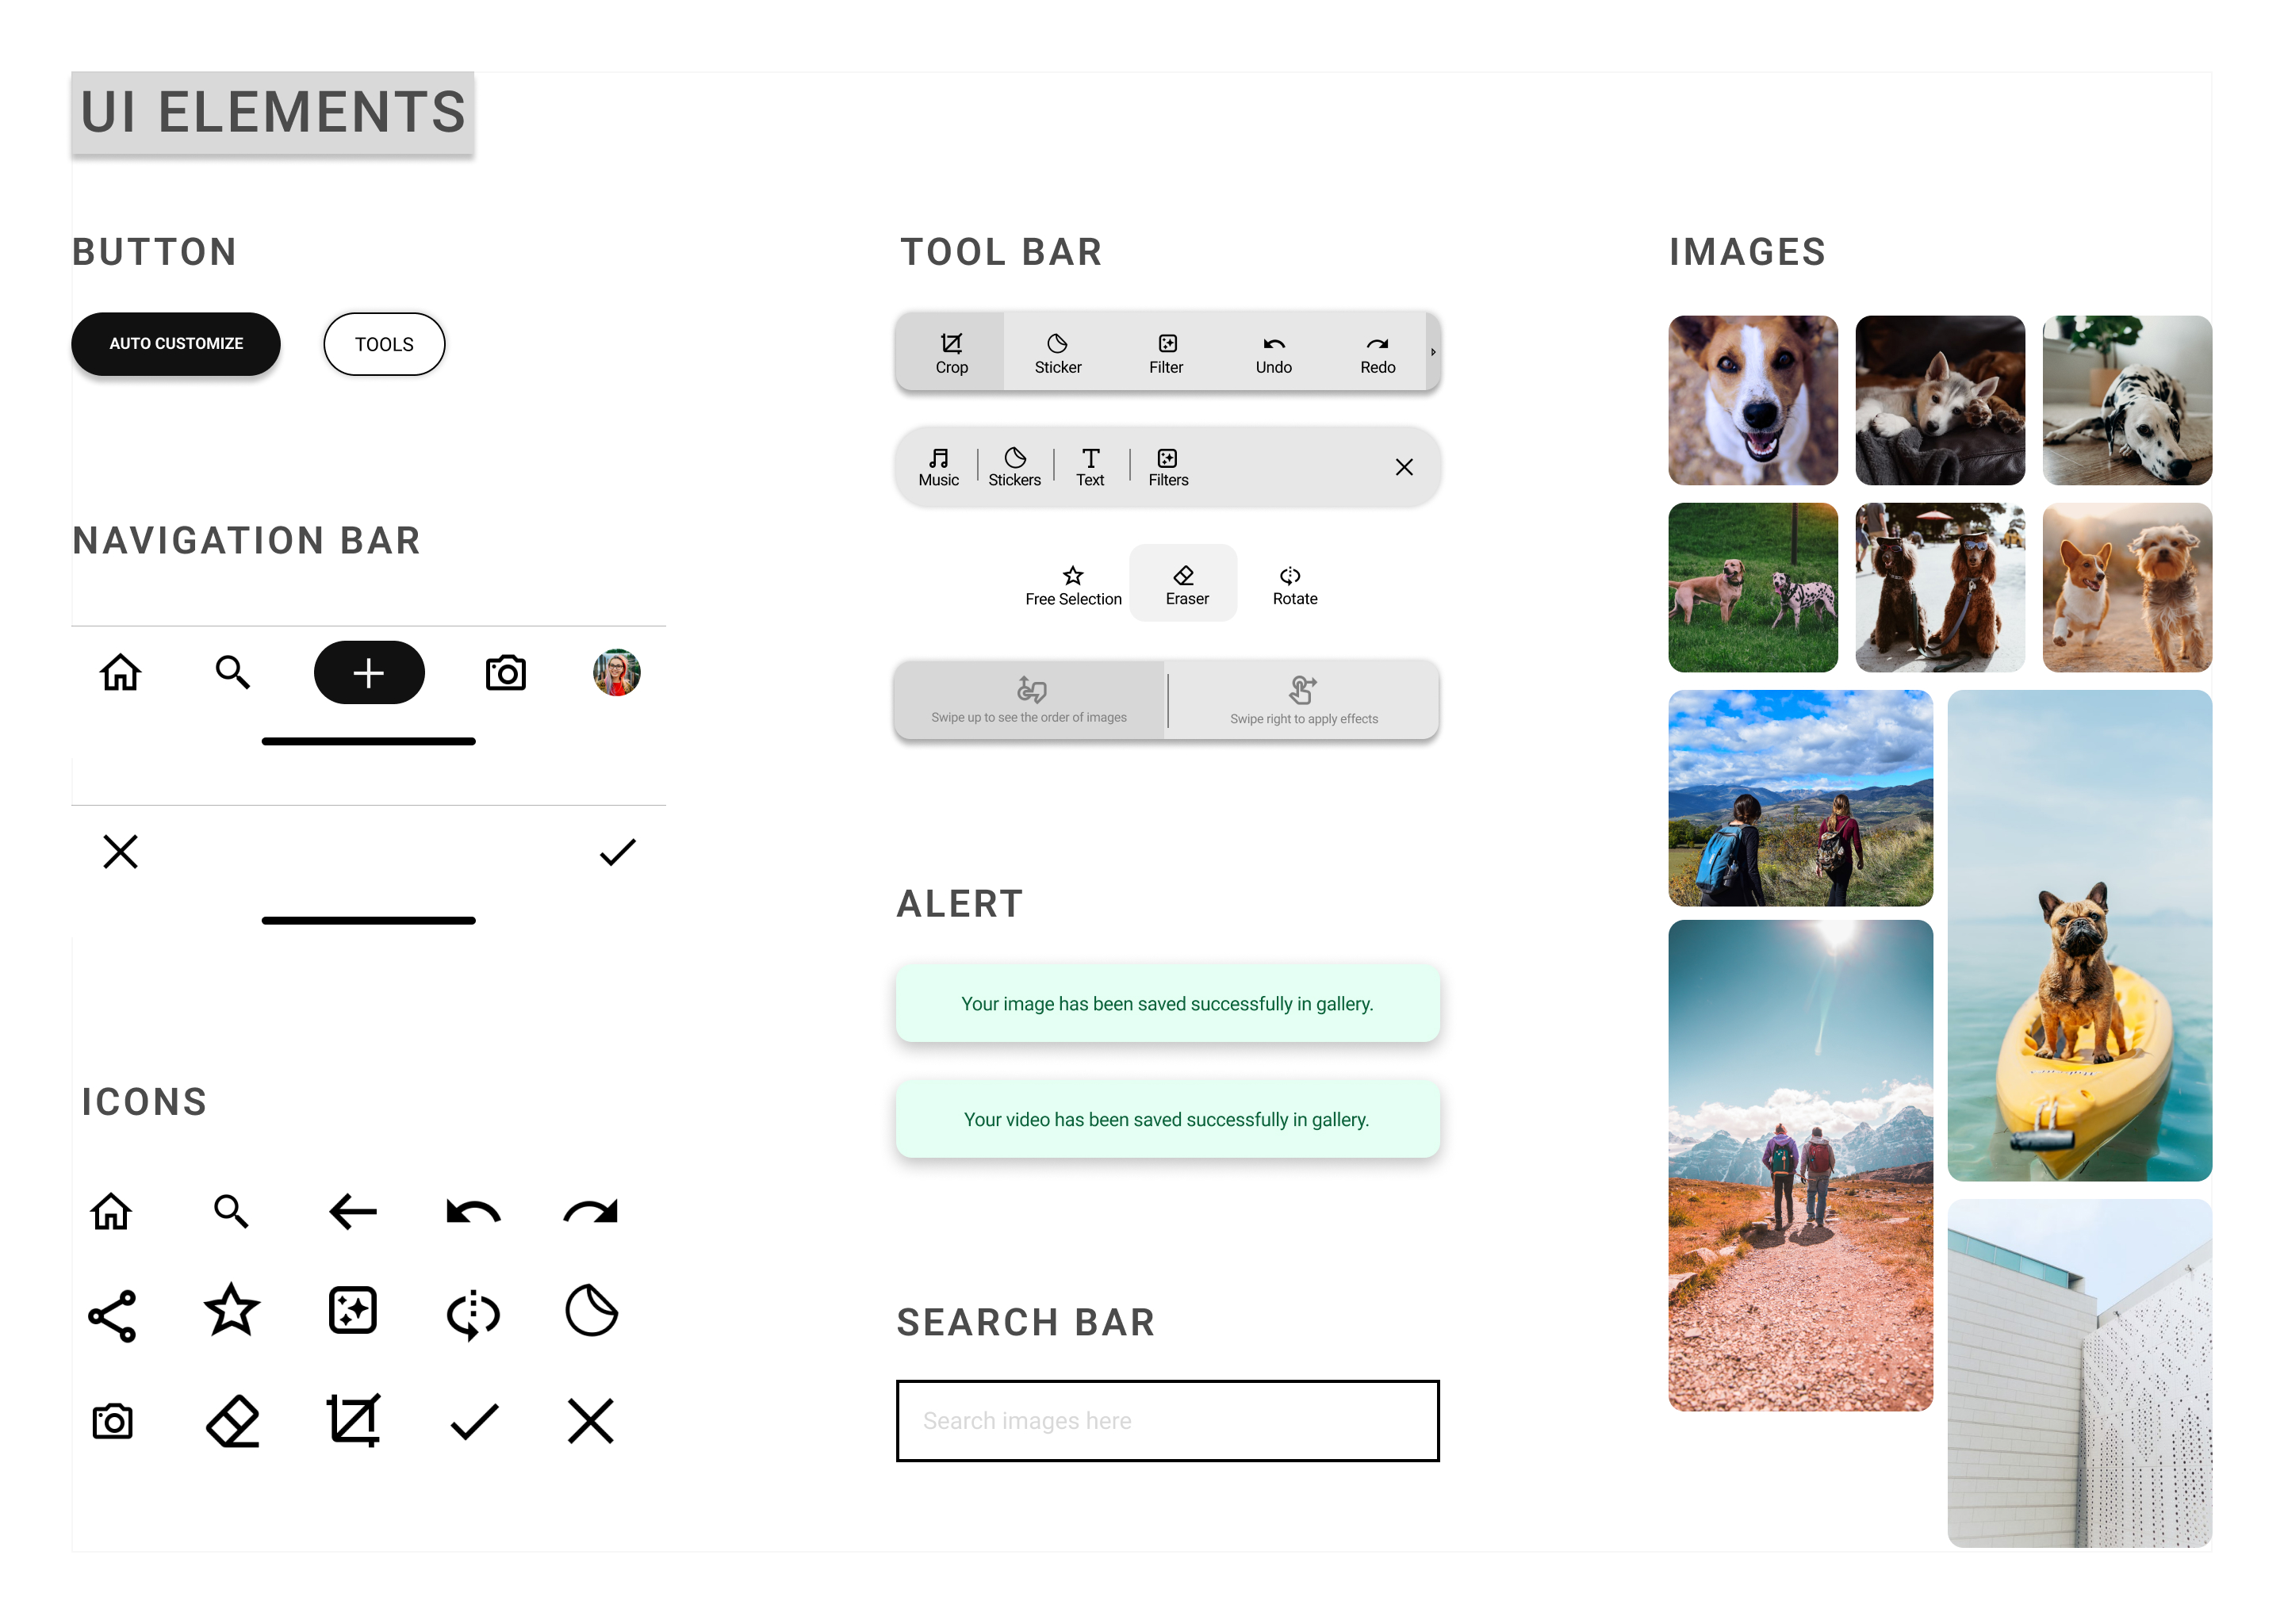 UI ELEMENTS
BUTTON
AUTO CUSTOMIZE
TOOLS
NAVIGATION BAR
ICONS
TOOL BAR
Crop
Sticker
Filter
Undo
Redo
Music
Stickers
Text
Filters
Free Selection
Eraser
Rotate
Swipe up to see the order of images
Swipe right to apply effects
ALERT
Your image has been saved successfully in gallery.
Your video has been saved successfully in gallery.
SEARCH BAR
Search images here
IMAGES